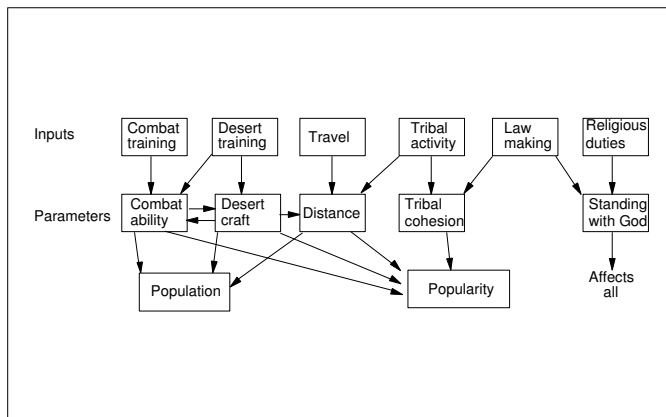 Inputs
Combat
training
Desert
training
Travel
Tribal
activity
Law
making
Religious
duties
Parameters
Combat
ability
Desert
craft
Distance
Tribal
cohesion
Standing
with God
Population
Popularity
Affects
all